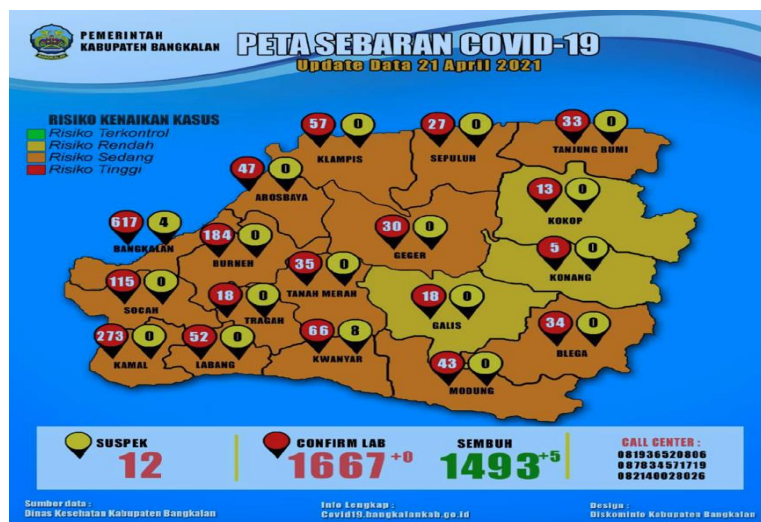 PEMERINTAH
KABUPATEN BANGKALAN
PETA SEBARAN COVID-19
Update Data 21 April 2021
RISIKO KENAIKAN KASUS
Risiko Terkontrol
Risiko Rendah
Risiko Sedang
Risiko Tinggi
57 0
KLAMPIS
27 0
SEPULUH
33 0
TANJUNG BUMI
47 0
AROSBAYA
13 0
KOKOP
617 4
BANGKALAN
184 0
BURNEH
30 0
GEGER
5 0
KONANG
35 0
TANAH MERAH
115 0
SOCAH
18 0
TRAGAH
18 0
GALIS
273 0
KAMAL
52 0
LABANG
66 8
KWANYAR
34 0
BLEGA
43 0
MODUNG
SUSPEK
12
CONFIRM LAB
1667 +0
SEMBUH
1493 +5
CALL CENTER :
081936520806
087834571719
082140028026
Sumber data :
Dinas Kesehatan Kabupaten Bangkalan
Info Lengkap :
Covid19.bangkalankab.go.id
Design :
Diskominfo Kabupaten Bangkalan